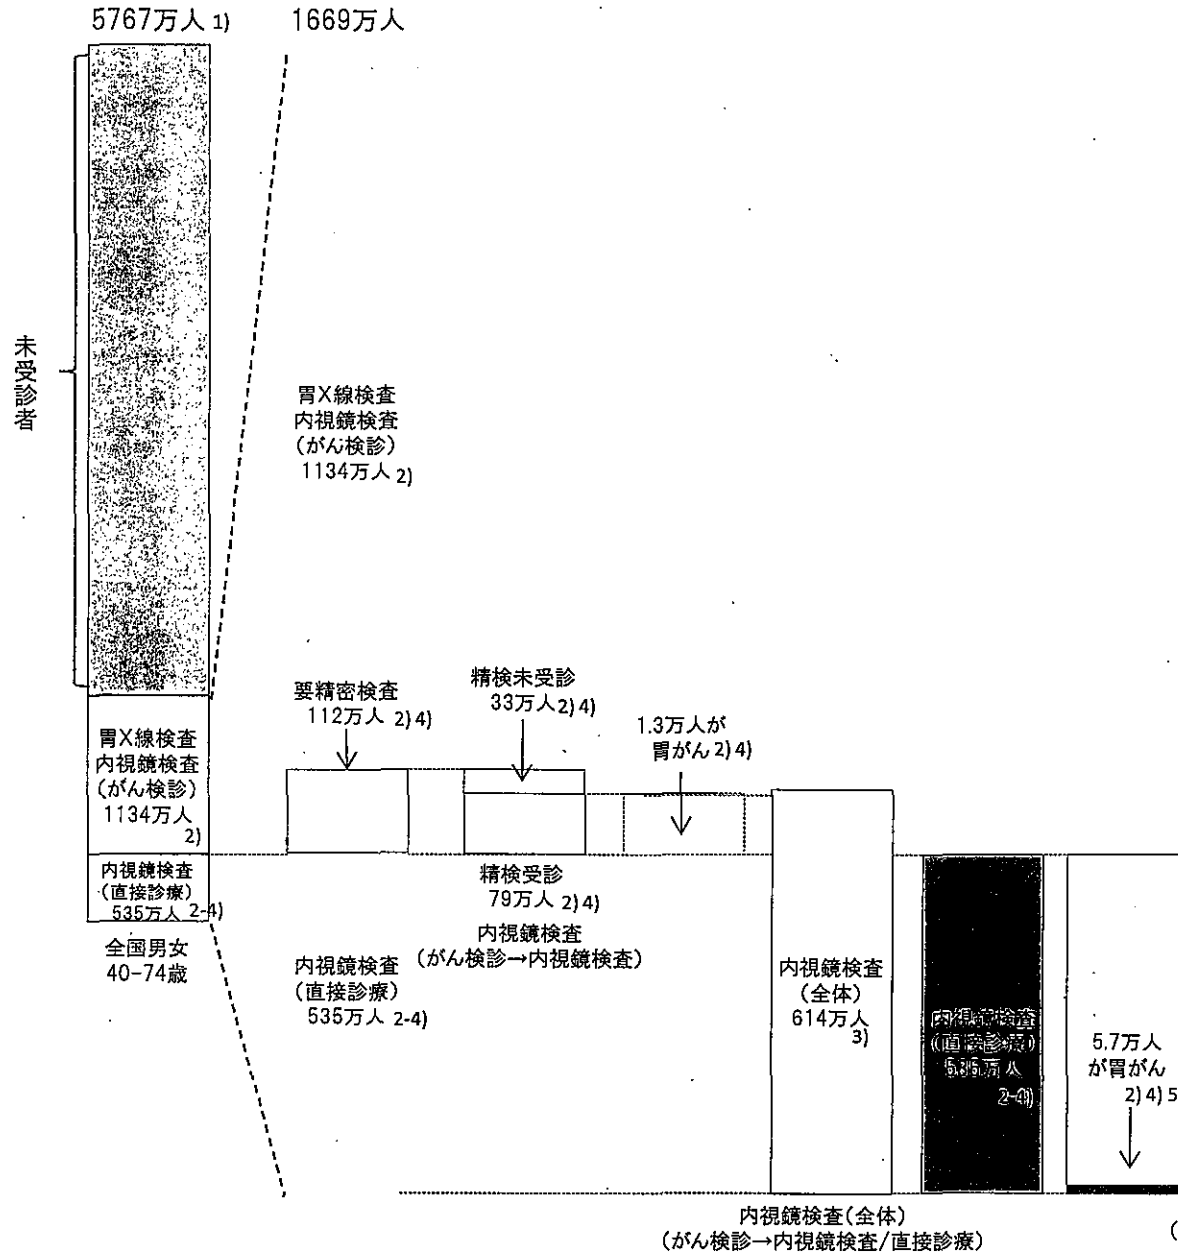 5767万人 1)
1669万人
未受診者
胃X線検査
内視鏡検査
(がん検診)
1134万人 2)
要精密検査
112万人 2)4)
精検未受診
33万人 2)4)
1.3万人が
胃がん 2)4)
胃X線検査
内視鏡検査
(がん検診)
1134万人
2)
内視鏡検査
(直接診療)
535万人 2-4)
全国男女
40-74歳
内視鏡検査
(直接診療)
535万人 2-4)
精検受診
79万人 2)4)
内視鏡検査
(がん検診→内視鏡検査)
内視鏡検査
(全体)
614万人
3)
内視鏡検査
(直接診療)
万人
2-4)
5.7万人
が胃がん
2)4)5
内視鏡検査(全体)
(がん検診→内視鏡検査/直接診療)
(